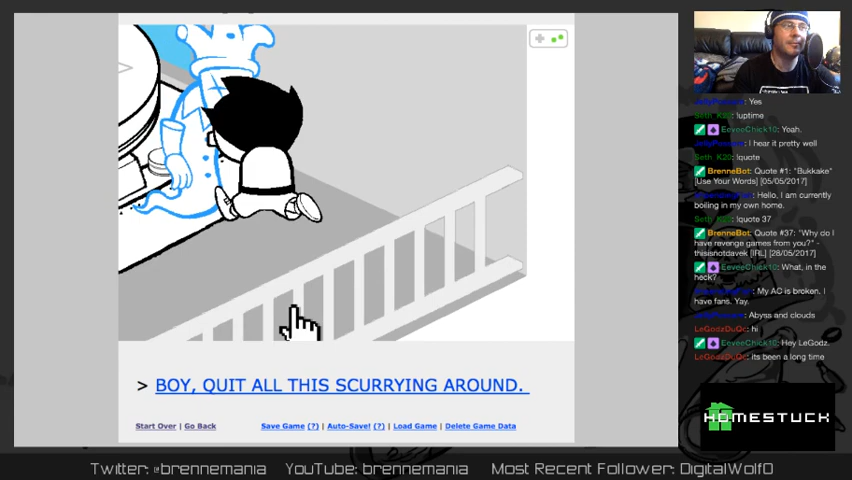 > BOY, QUIT ALL THIS SCURRYING AROUND.
Start Over | Go Back
Save Game (?) | Auto-Save! (?) | Load Game | Delete Game Data
Yes
Seth_K20: !uptime
EeveeChick10: Yeah.
I hear it pretty well
Seth_K20: !quote
BrenneBot: Quote #1: "Bukkake"
[Use Your Words] [05/05/2017]
Hello, I am currently
boiling in my own home.
Seth_K20: !quote 37
BrenneBot: Quote #37: "Why do I
have revenge games from you?" -
thisisnotdavek [IRL] [28/05/2017]
EeveeChick10: What, in the
heck?
My AC is broken. I
have fans. Yay.
Abyss and clouds
LeGodzDuQc: hi
EeveeChick10: Hey LeGodz.
LeGodzDuQc: its been a long time
HOMESTUCK
Twitter: @brennemania YouTube: brennemania Most Recent Follower: DigitalWolf0